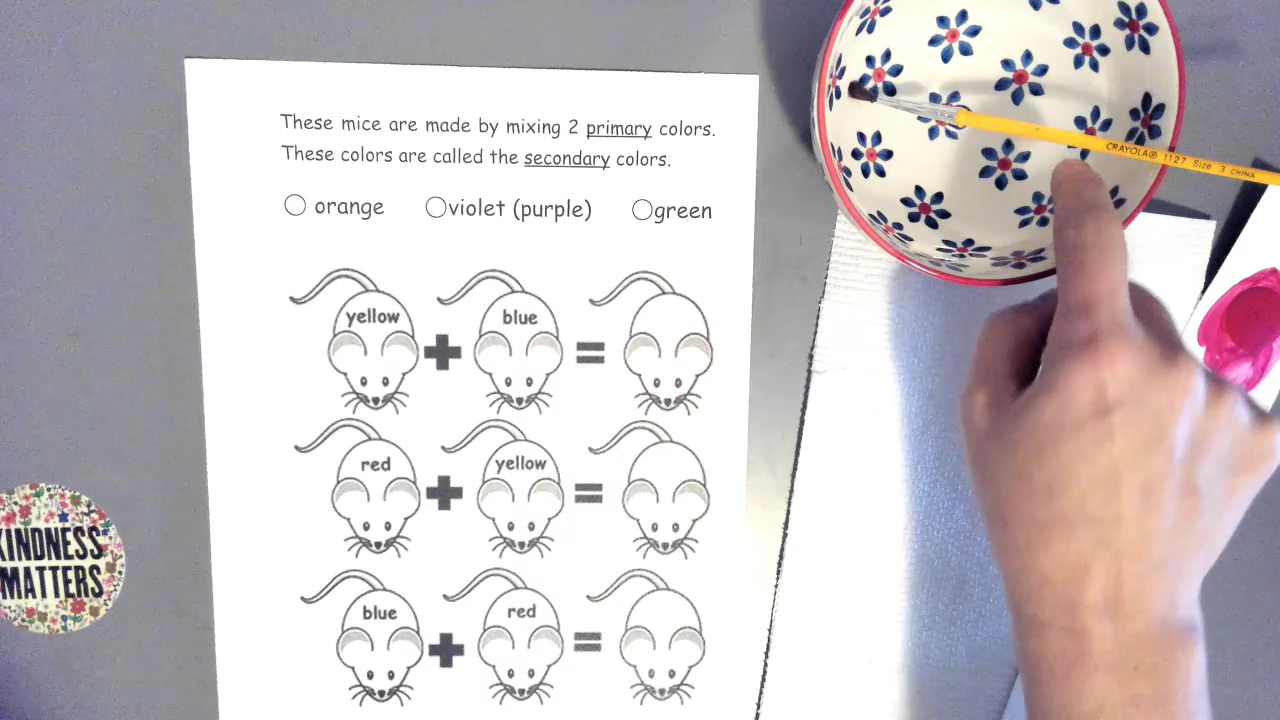 These mice are made by mixing 2 primary colors.
These colors are called the secondary colors.
orange violet (purple) green
yellow + blue =
red + yellow =
blue + red =
KINDNESS
MATTERS
CRAYOLA® 1127 Size 3 CHINA